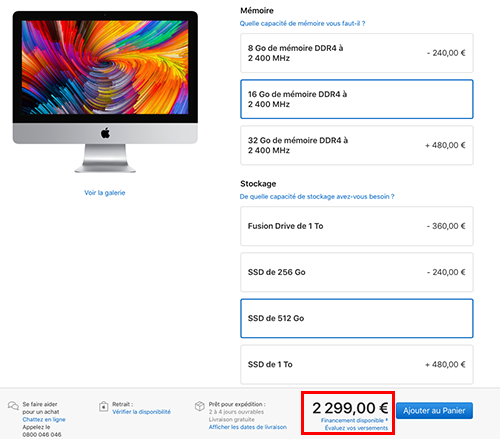 Mémoire
Quelle capacité de mémoire vous faut-il ?
8 Go de mémoire DDR4 à
2 400 MHz
- 240,00 €
16 Go de mémoire DDR4 à
2 400 MHz
32 Go de mémoire DDR4 à
2 400 MHz
+ 480,00 €
Voir la galerie
Stockage
De quelle capacité de stockage avez-vous besoin ?
Fusion Drive de 1 To
- 360,00 €
SSD de 256 Go
- 240,00 €
SSD de 512 Go
SSD de 1 To
+ 480,00 €
Se faire aider
pour un achat
Chattez en ligne
Appelez le
0800 046 046
Retrait :
Vérifier la disponibilité
Prêt pour expédition :
2 à 4 jours ouvrables
Livraison gratuite
Afficher les dates de livraison
2 299,00 €
Financement disponible *
Évaluez vos versements
Ajouter au Panier